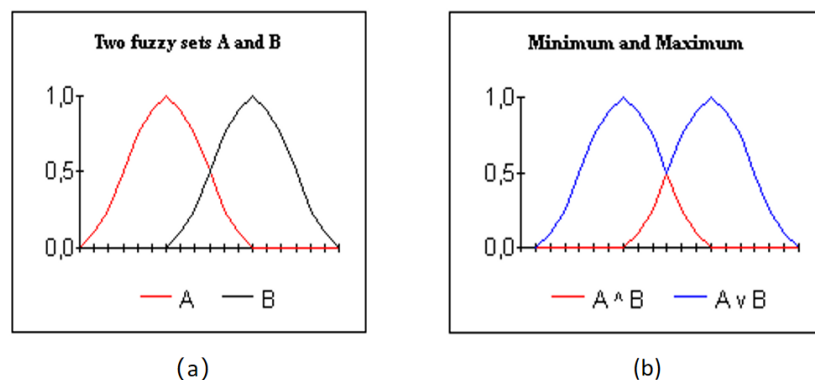 Two fuzzy sets A and B
1,0
0,5
0,0
A
B
(a)
Minimum and Maximum
1,0
0,5
0,0
A ^ B
A v B
(b)